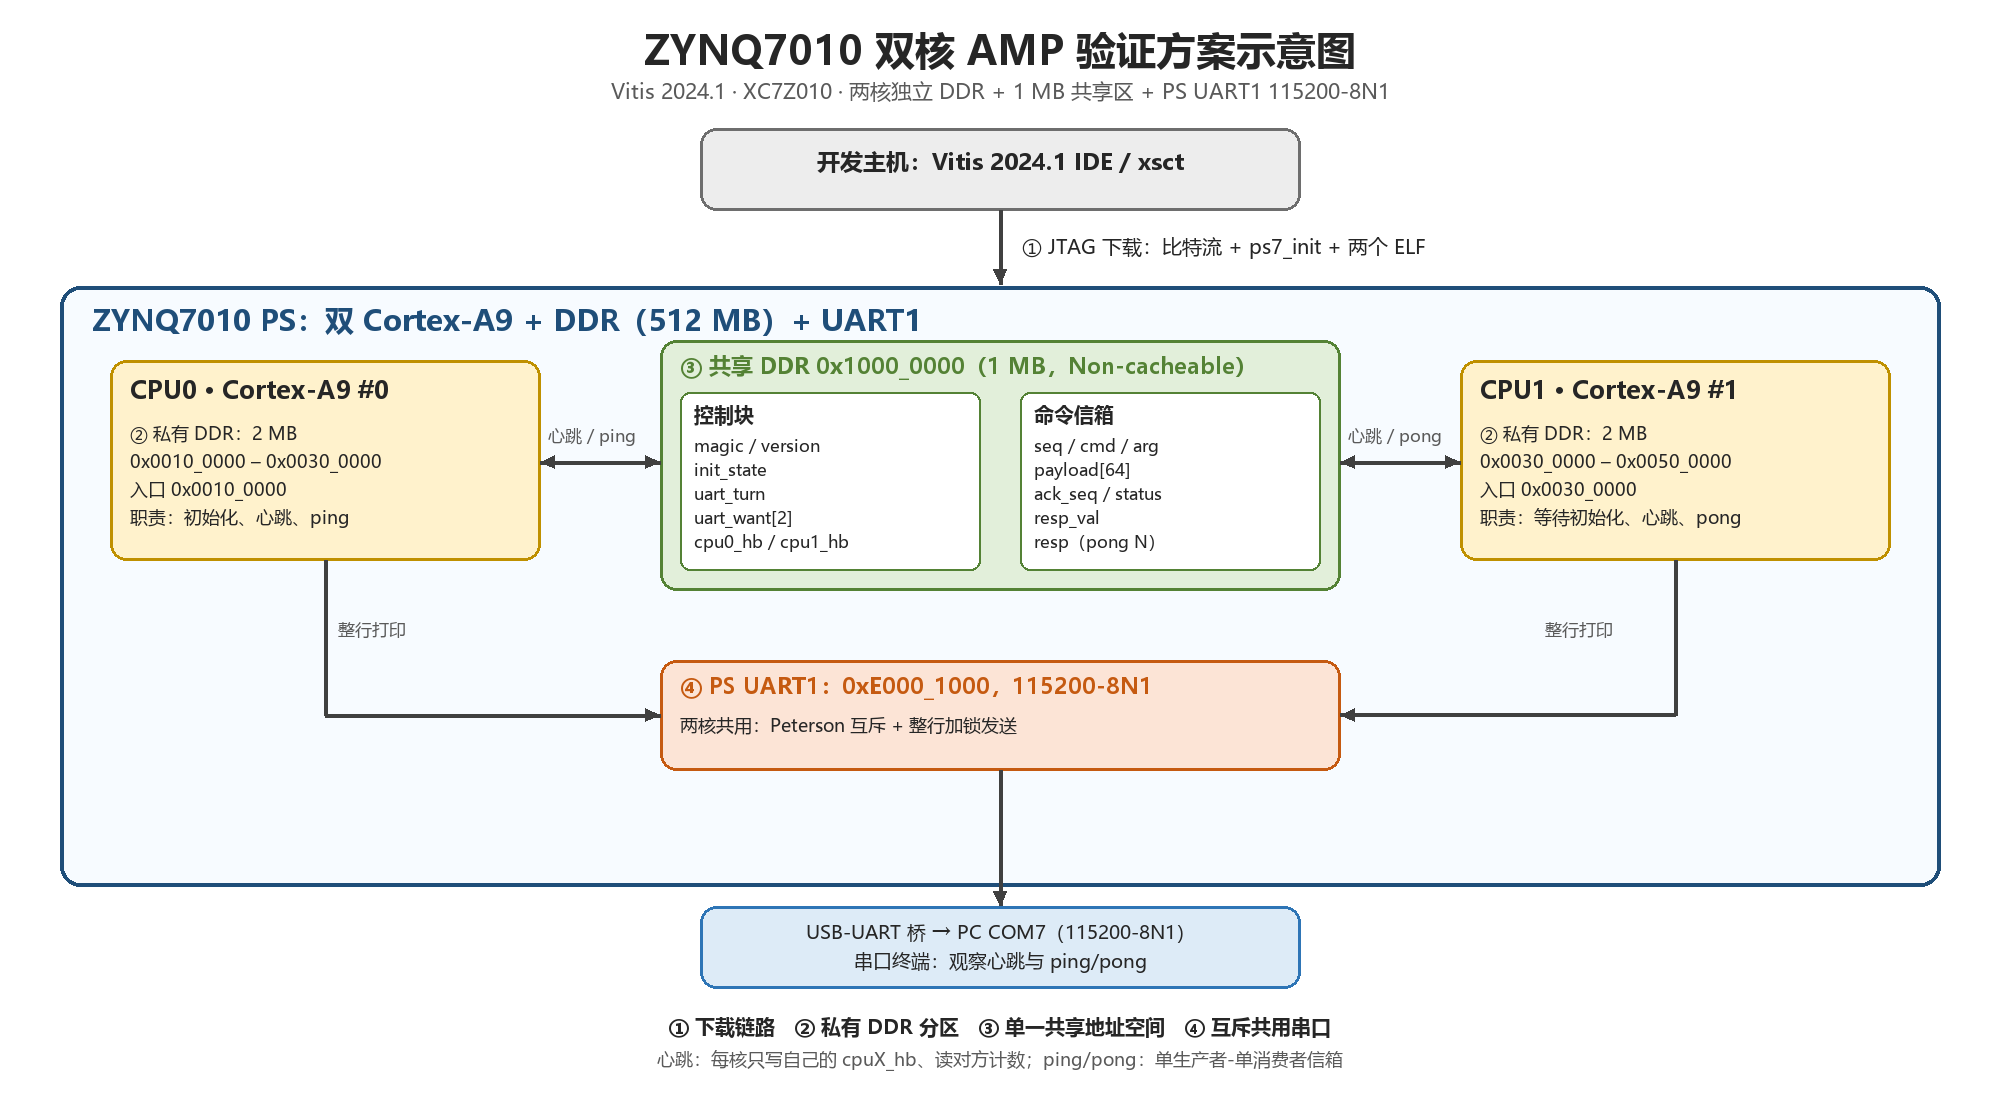 ZYNQ7010 双核 AMP 验证方案示意图
Vitis 2024.1 · XC7Z010 · 两核独立 DDR + 1 MB 共享区 + PS UART1 115200-8N1
开发主机：Vitis 2024.1 IDE / xsct
① JTAG 下载：比特流 + ps7_init + 两个 ELF
ZYNQ7010 PS：双 Cortex-A9 + DDR（512 MB）+ UART1
CPU0 • Cortex-A9 #0
② 私有 DDR：2 MB
0x0010_0000 – 0x0030_0000
入口 0x0010_0000
职责：初始化、心跳、ping
心跳 / ping
③ 共享 DDR 0x1000_0000（1 MB，Non-cacheable）
控制块
magic / version
init_state
uart_turn
uart_want[2]
cpu0_hb / cpu1_hb
命令信箱
seq / cmd / arg
payload[64]
ack_seq / status
resp_val
resp（pong N）
心跳 / pong
CPU1 • Cortex-A9 #1
② 私有 DDR：2 MB
0x0030_0000 – 0x0050_0000
入口 0x0030_0000
职责：等待初始化、心跳、pong
整行打印
整行打印
④ PS UART1：0xE000_1000，115200-8N1
两核共用：Peterson 互斥 + 整行加锁发送
USB-UART 桥 → PC COM7（115200-8N1）
串口终端：观察心跳与 ping/pong
① 下载链路 ② 私有 DDR 分区 ③ 单一共享地址空间 ④ 互斥共用串口
心跳：每核只写自己的 cpuX_hb、读对方计数；ping/pong：单生产者-单消费者信箱